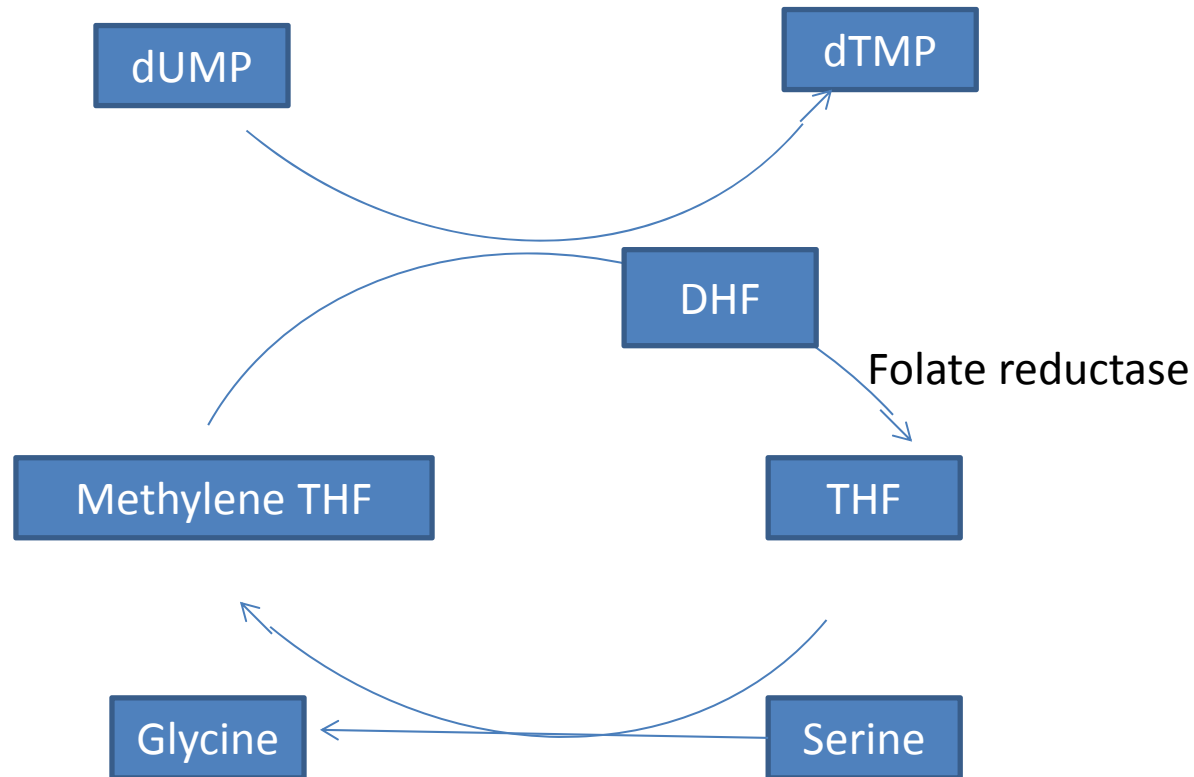 dUMP
dTMP
DHF
Folate reductase
Methylene THF
THF
Glycine
Serine